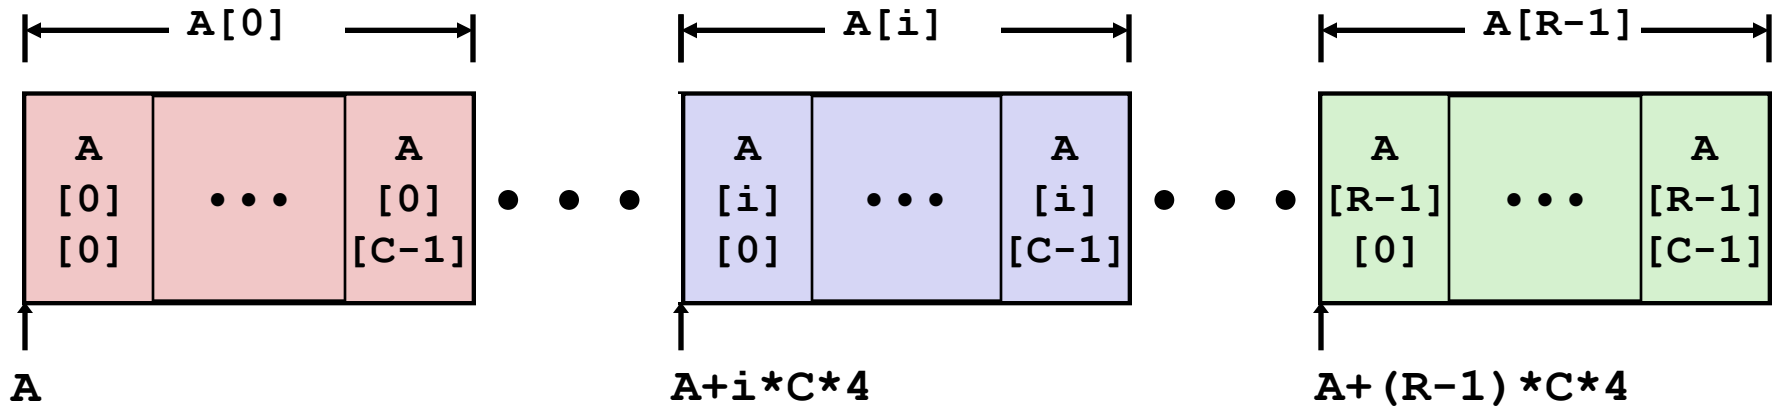 A[0] A[i] A[R-1]
A A A A A A
[0] ••• [0] • • • [i] ••• [i] • • • [R-1] ••• [R-1]
[0] [C-1] [0] [C-1] [0] [C-1]
A A+i*C*4 A+(R-1)*C*4